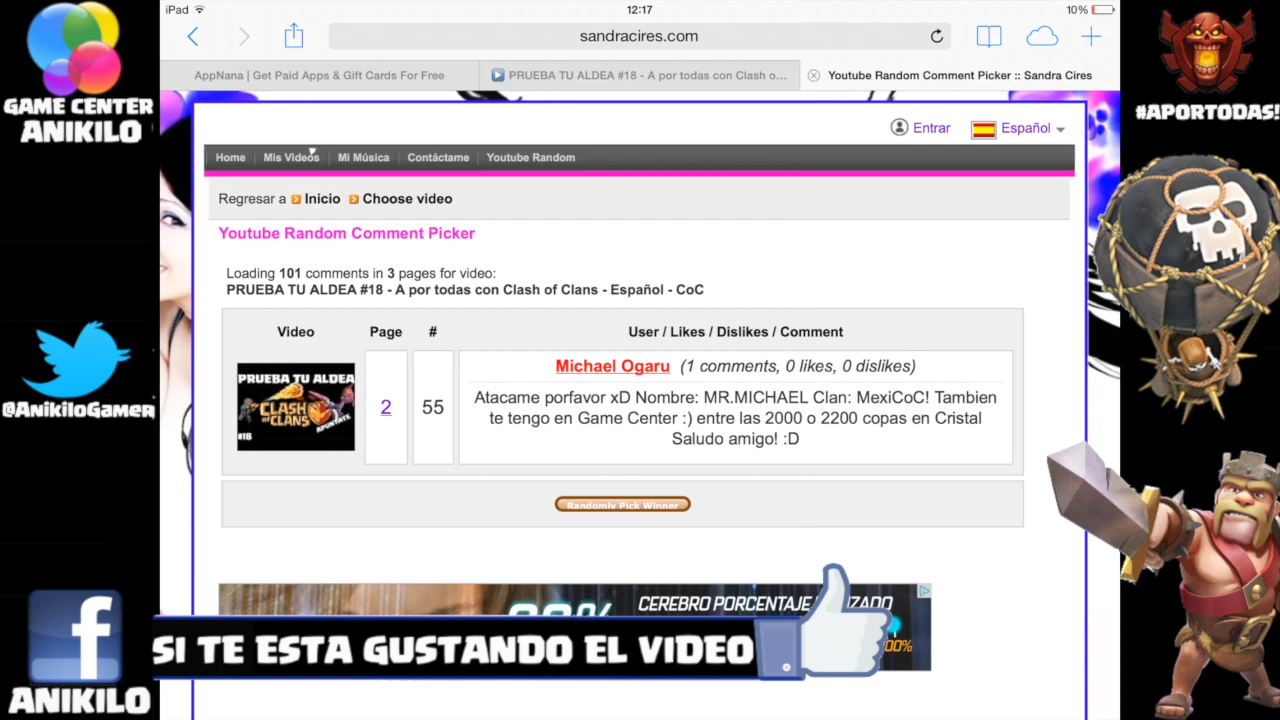 iPad
12:17
10%
sandracires.com
AppNana | Get Paid Apps & Gift Cards For Free
PRUEBA TU ALDEA #18 - A por todas con Clash o...
Youtube Random Comment Picker :: Sandra Cires
GAME CENTER
ANIKILO
#APORTODAS!
Entrar
Español
Home
Mis Videos
Mi Música
Contáctame
Youtube Random
Regresar a Inicio Choose video
Youtube Random Comment Picker
Loading 101 comments in 3 pages for video:
PRUEBA TU ALDEA #18 - A por todas con Clash of Clans - Español - CoC
Video
Page
#
User / Likes / Dislikes / Comment
PRUEBA TU ALDEA
CLASH
OF CLANS
APUNTATE
#18
2
55
Michael Ogaru (1 comments, 0 likes, 0 dislikes)
Atacame porfavor xD Nombre: MR.MICHAEL Clan: MexiCoC! Tambien
te tengo en Game Center :) entre las 2000 o 2200 copas en Cristal
Saludo amigo! :D
@AnikiloGamer
Randomly Pick Winner
CEREBRO PORCENTAJE
00%
SI TE ESTA GUSTANDO EL VIDEO
f
ANIKILO